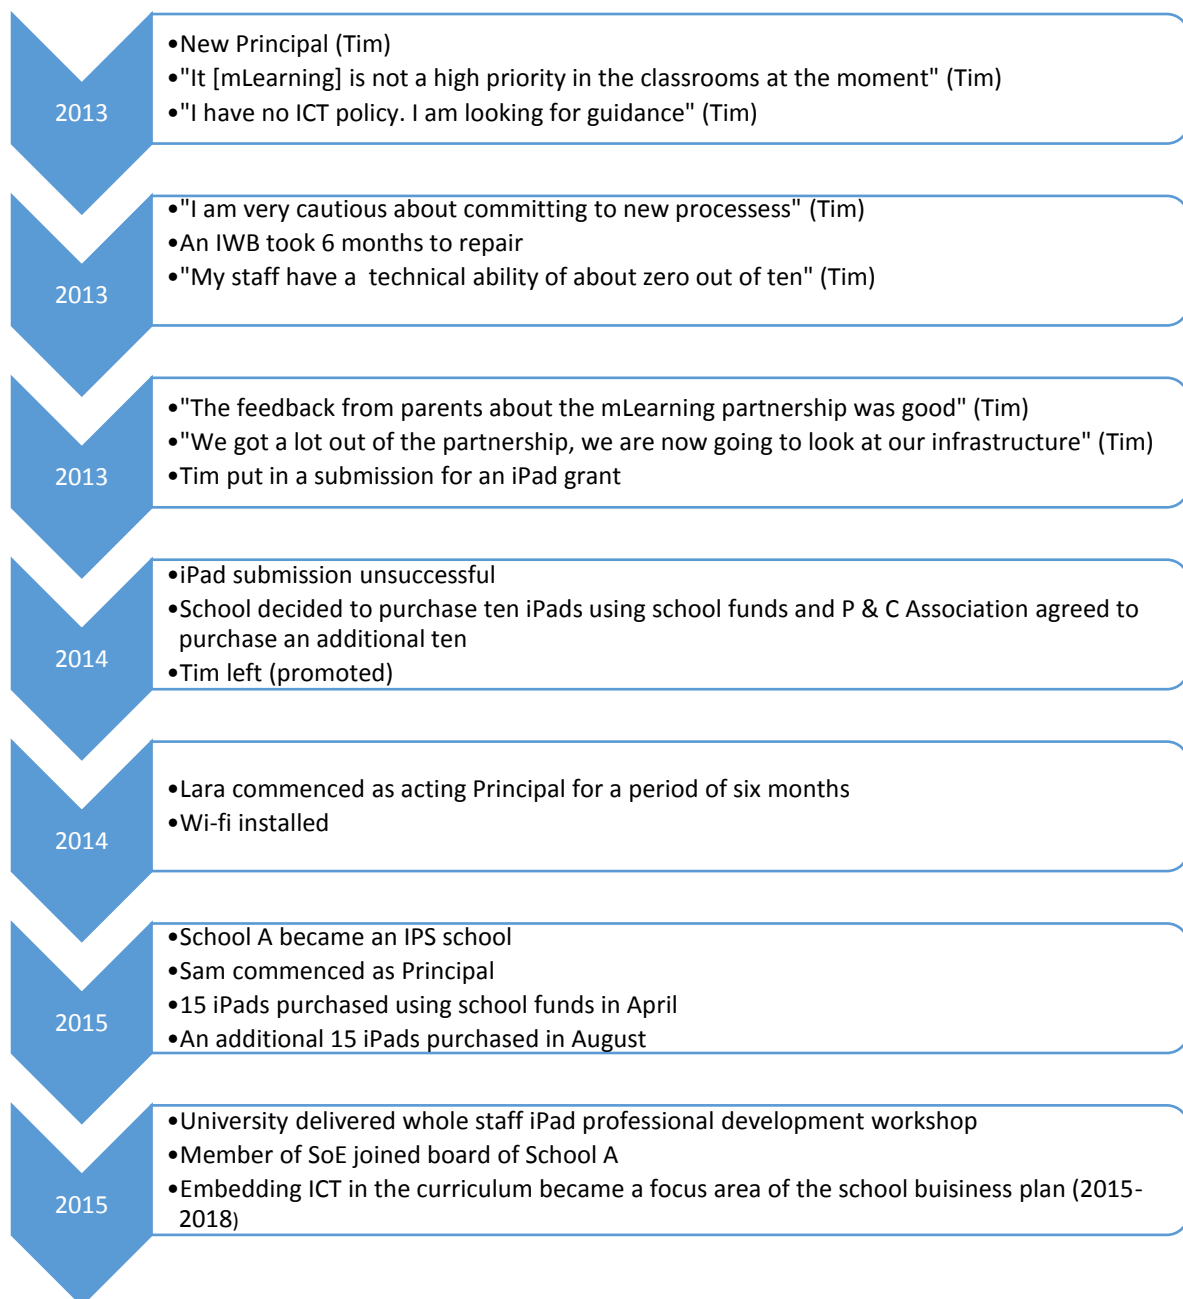 2013
•New Principal (Tim)
•"It [mLearning] is not a high priority in the classrooms at the moment" (Tim)
•"I have no ICT policy. I am looking for guidance" (Tim)
2013
•"I am very cautious about committing to new processess" (Tim)
•An IWB took 6 months to repair
•"My staff have a  technical ability of about zero out of ten" (Tim)
2013
•"The feedback from parents about the mLearning partnership was good" (Tim)
•"We got a lot out of the partnership, we are now going to look at our infrastructure" (Tim)
•Tim put in a submission for an iPad grant
2014
•iPad submission unsuccessful
•School decided to purchase ten iPads using school funds and P & C Association agreed to
purchase an additional ten
•Tim left (promoted)
2014
•Lara commenced as acting Principal for a period of six months
•Wi-fi installed
2015
•School A became an IPS school
•Sam commenced as Principal
•15 iPads purchased using school funds in April
•An additional 15 iPads purchased in August
2015
•University delivered whole staff iPad professional development workshop
•Member of SoE joined board of School A
•Embedding ICT in the curriculum became a focus area of the school buisiness plan (2015-
2018)